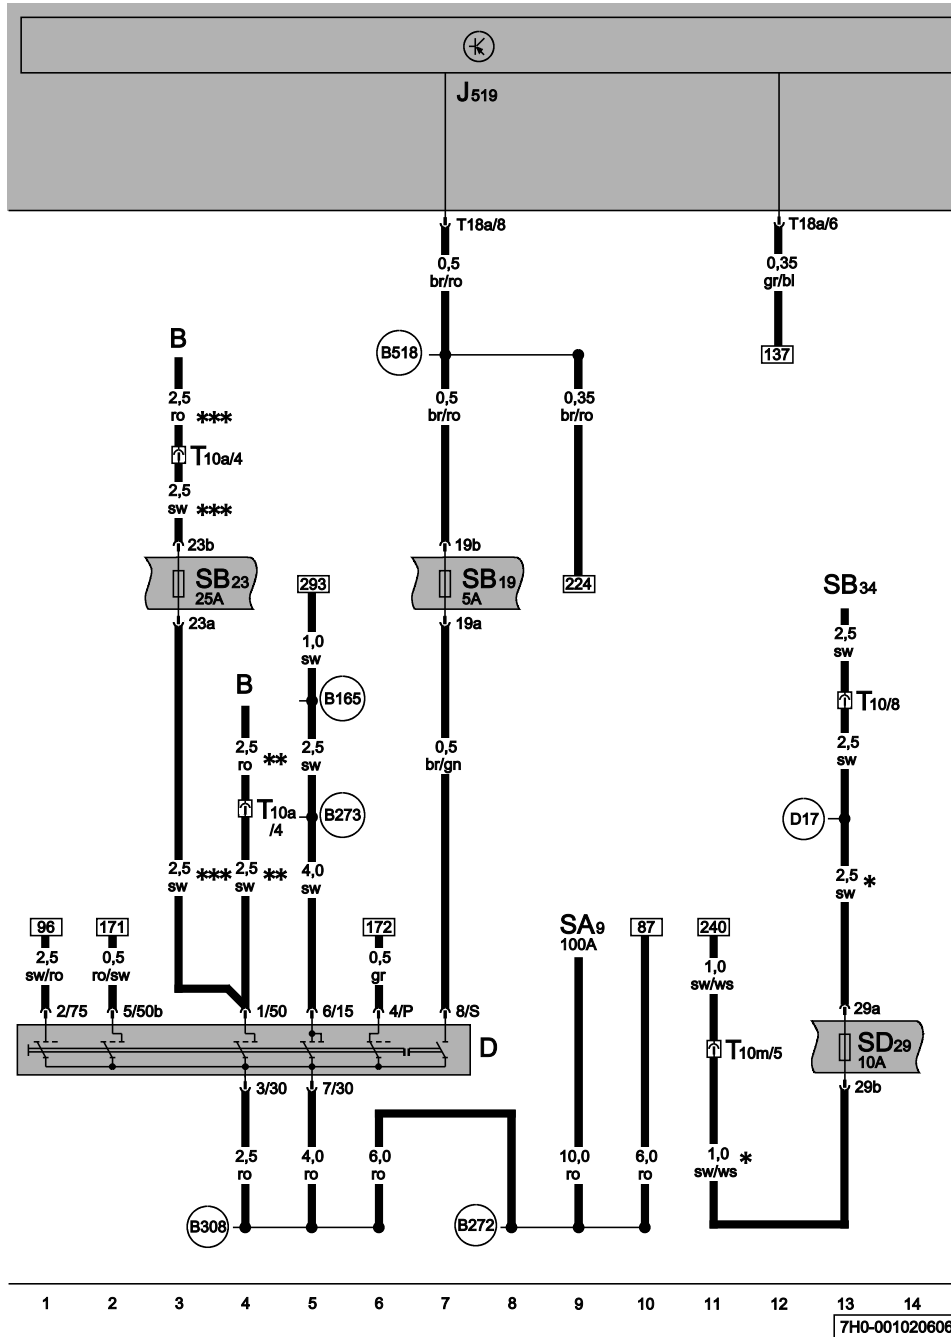 J519
T18a/8
T18a/6
0,5
br/ro
0,35
gr/bl
B
B518
137
2,5
ro ***
0,5
br/ro
0,35
br/ro
T10a/4
2,5
sw ***
23b
19b
SB23
25A
293
SB19
5A
224
SB34
23a
19a
1,0
sw
2,5
sw
B
B165
T10/8
2,5
ro **
2,5
sw
0,5
br/gn
2,5
sw
T10a
/4
B273
D17
2,5
sw ***
2,5
sw **
4,0
sw
2,5
sw *
96
171
172
SA9
100A
87
240
2,5
sw/ro
0,5
ro/sw
0,5
gr
1,0
sw/ws
2/75
5/50b
1/50
6/15
4/P
8/S
29a
D
T10m/5
SD29
10A
3/30
7/30
29b
2,5
ro
4,0
ro
6,0
ro
10,0
ro
6,0
ro
1,0
sw/ws *
B308
B272
1 2 3 4 5 6 7 8 9 10 11 12 13 14